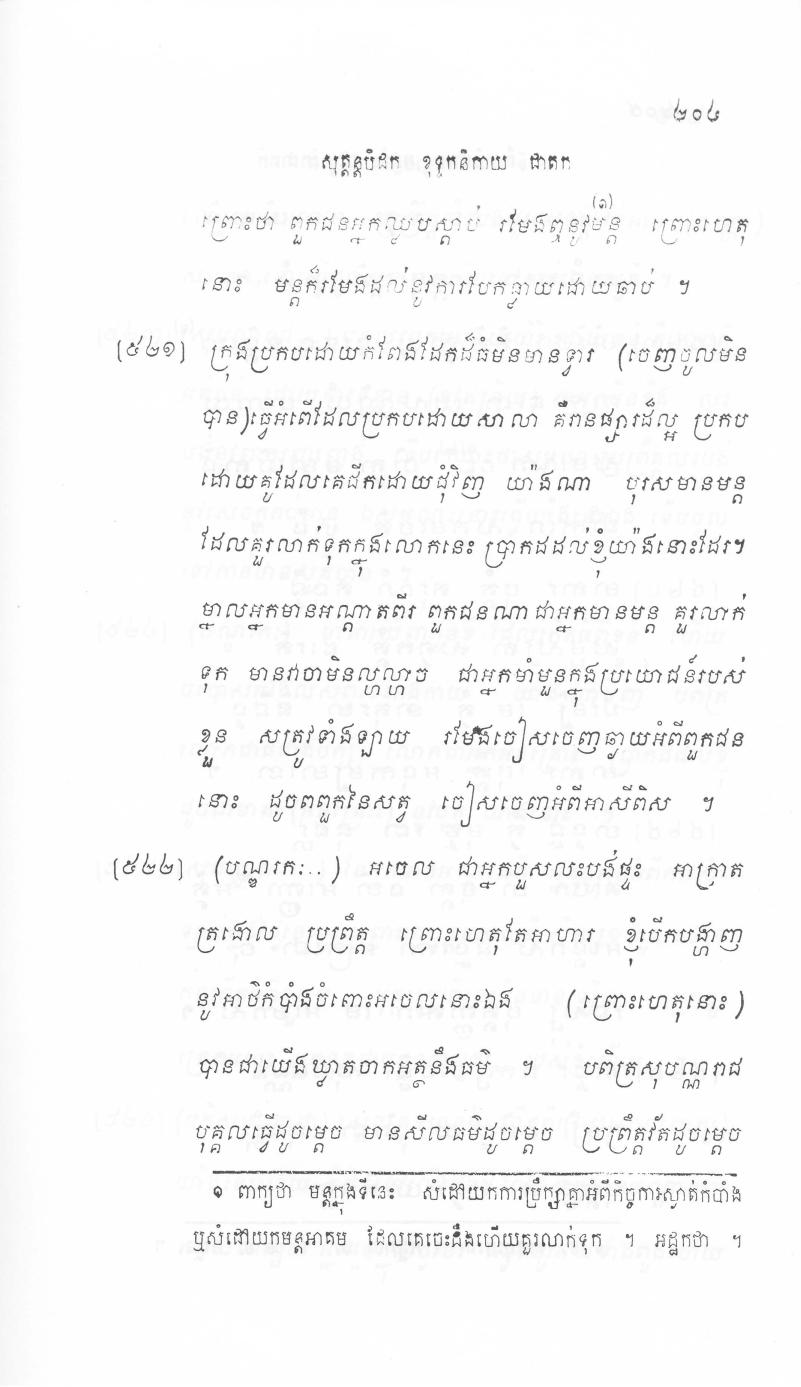 ២០៤
សុត្តន្តបិដក ខុទ្ទកនិកាយ ជាតក
ព្រោះថា ពួកជនអ្នកឈូបស្តាប់ រមែងឮនូវមន្ត (១) ព្រោះហេតុ
នោះ មន្តក៏រមែងដល់នូវការបែកធ្លាយដោយឆាប់ ។
[៥២១] ក្រុងប្រកបដោយកំពែងដែកដ៏ធំមិនមានទ្វារ (ចេញចូលមិន
បាន) ធ្វើអំពើដែលប្រកបដោយសាលា គឺរានផ្សារដ៏ល្អ ប្រកប
ដោយគូដែលគេជីកដោយជុំវិញ យ៉ាងណា បុរសមានមន្ត
ដែលគួរលាក់ទុកក្នុងលោកនេះ ប្រាកដដល់ខ្ញុំយ៉ាងនោះដែរ។
ម្នាលអ្នកមានអណ្តាតពីរ ពួកជនណាជាអ្នកមានមន្ត គួរលាក់
ទុក មានវាចាមិនល្ហល្ហាច ជាអ្នកមាំមួនក្នុងប្រយោជន៍របស់
ខ្លួន សត្រូវទាំងឡាយ រមែងចៀសចេញឆ្ងាយអំពីពួកជន
នោះ ដូចពពួកនៃសត្វ ចៀសចេញអំពីអាសីពិស ។
[៥២២] (បណ្ឌរកៈ..) អចេល ជាអ្នកបួសលះបង់ផ្ទះ អាក្រាត
ត្រងោល ប្រព្រឹត្ត ព្រោះហេតុតែអាហារ ខ្ញុំបើកបង្ហាញ
នូវអាថ៌កំបាំងចំពោះអចេលនោះឯង (ព្រោះហេតុនោះ)
បានជាយើងឃ្លាតចាកអត្ថនឹងធម៌ ។ បពិត្រសុបណ្ណរាជ
បុគ្គលធ្វើដូចម្តេច មានសីលធម៌ដូចម្តេច ប្រព្រឹត្តវ័តដូចម្តេច
១ ពាក្យថា មន្តក្នុងទីនេះ សំដៅយកការប្រឹក្សាគ្នាអំពីកិច្ចការស្ងាត់កំបាំង
ឬសំដៅយកមន្តអាគម ដែលគេចេះដឹងហើយគួរលាក់ទុក ។ អដ្ឋកថា ។